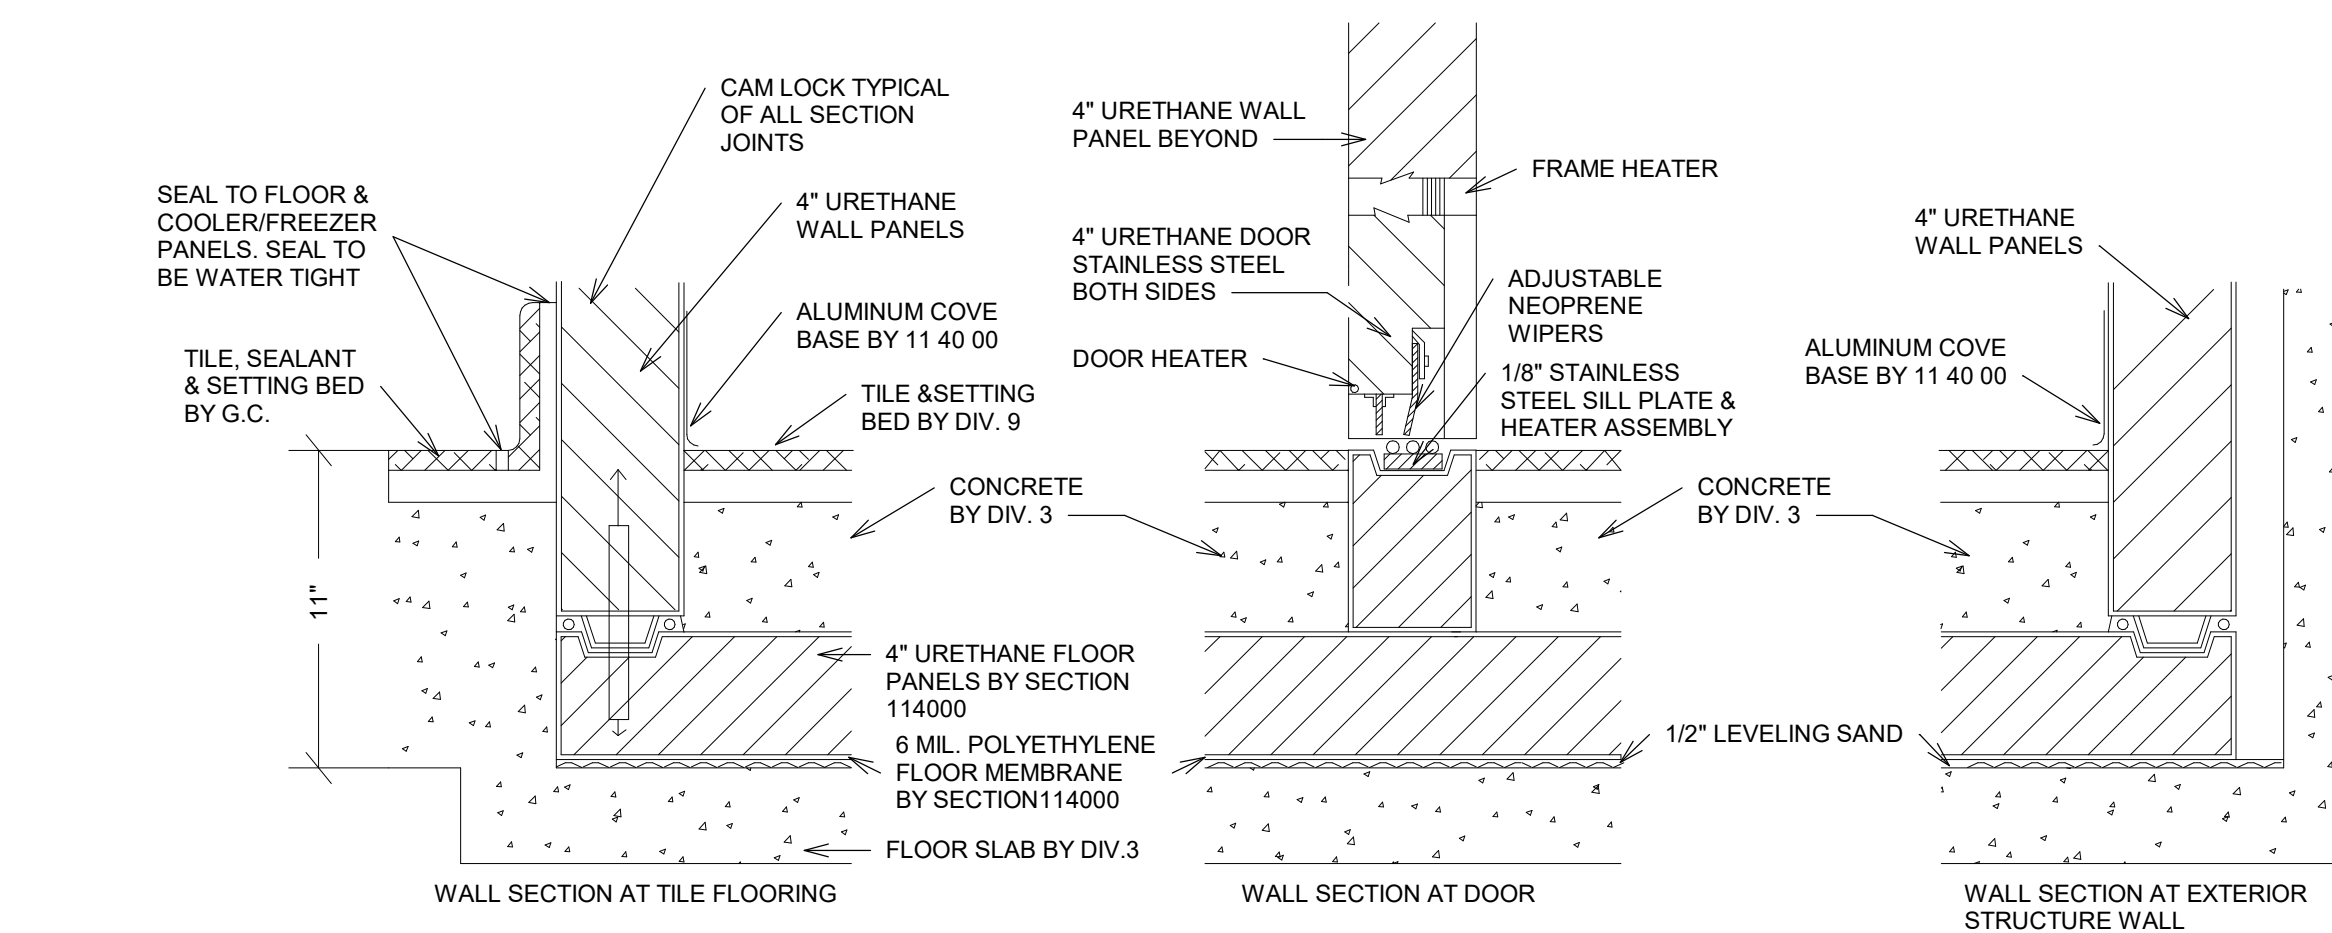 CAM LOCK TYPICAL
OF ALL SECTION
JOINTS
SEAL TO FLOOR &
COOLER/FREEZER
PANELS. SEAL TO
BE WATER TIGHT
4" URETHANE
WALL PANELS
ALUMINUM COVE
BASE BY 11 40 00
TILE, SEALANT
& SETTING BED
BY G.C.
TILE &SETTING
BED BY DIV. 9
CONCRETE
BY DIV. 3
11"
4" URETHANE FLOOR
PANELS BY SECTION
114000
6 MIL. POLYETHYLENE
FLOOR MEMBRANE
BY SECTION114000
FLOOR SLAB BY DIV.3
WALL SECTION AT TILE FLOORING
4" URETHANE WALL
PANEL BEYOND
FRAME HEATER
4" URETHANE DOOR
STAINLESS STEEL
BOTH SIDES
ADJUSTABLE
NEOPRENE
WIPERS
DOOR HEATER
1/8" STAINLESS
STEEL SILL PLATE &
HEATER ASSEMBLY
CONCRETE
BY DIV. 3
1/2" LEVELING SAND
WALL SECTION AT DOOR
4" URETHANE
WALL PANELS
ALUMINUM COVE
BASE BY 11 40 00
WALL SECTION AT EXTERIOR
STRUCTURE WALL